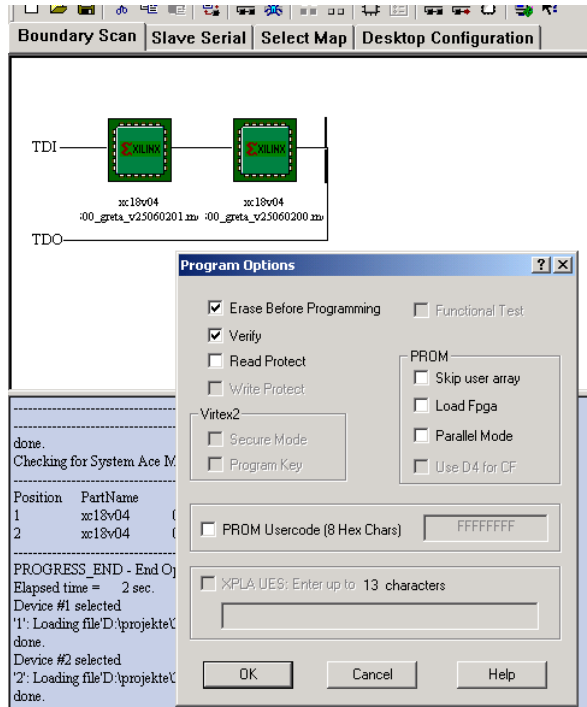 Boundary Scan Slave Serial Select Map Desktop Configuration
TDI
XILINX XILINX
xc18v04 xc18v04
:00_greta_v25060201.mv :00_greta_v25060200.mv
TDO
Program Options
Erase Before Programming
Functional Test
Verify
Read Protect
Write Protect
PROM
Skip user array
Load Fpga
Parallel Mode
Use D4 for CF
Virtex2
Secure Mode
Program Key
PROM Usercode (8 Hex Chars) FFFFFFFF
XPLA UES: Enter up to 13 characters
OK Cancel Help
done.
Checking for System Ace
Position PartName
1 xc18v04
2 xc18v04
PROGRESS_END - End
Elapsed time = 2 sec.
Device #1 selected
'1': Loading file'D:\projekte\
done.
Device #2 selected
'2': Loading file'D:\projekte\
done.